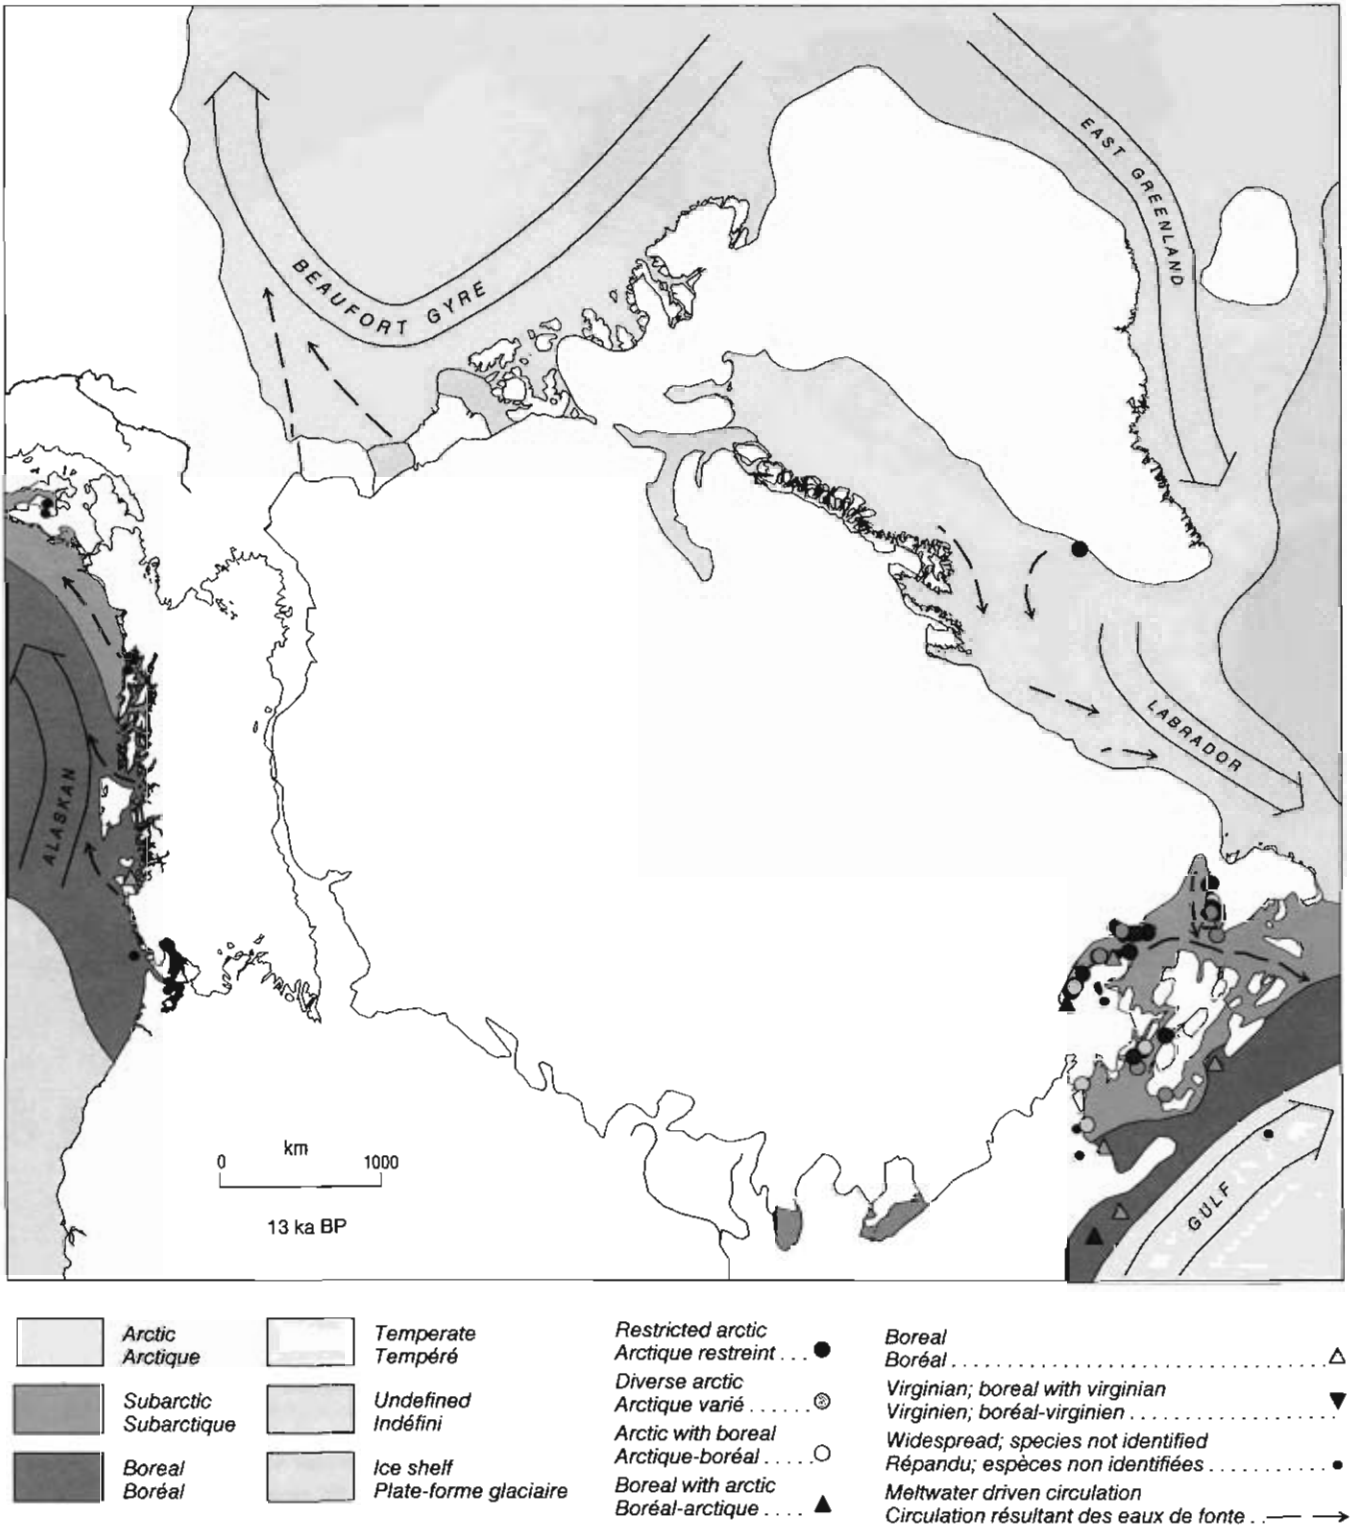 EAST GREENLAND
BEAUFORT GYRE
LABRADOR
ALASKAN
GULF
km
0 1000
13 ka BP
Arctic
Arctique
Subarctic
Subarctique
Boreal
Boréal
Temperate
Tempéré
Undefined
Indéfini
Ice shelf
Plate-forme glaciaire
Restricted arctic
Arctique restreint . . .
Diverse arctic
Arctique varié . . . . . .
Arctic with boreal
Arctique-boréal . . . . .
Boreal with arctic
Boréal-arctique . . . .
Boreal
Boréal . . . . . . . . . . . . . . . . . . . . . . . . . . . . . .
Virginian; boreal with virginian
Virginien; boréal-virginien . . . . . . . . . . . . . . . .
Widespread; species not identified
Répandu; espèces non identifiées . . . . . . . . . .
Meltwater driven circulation
Circulation résultant des eaux de fonte . .